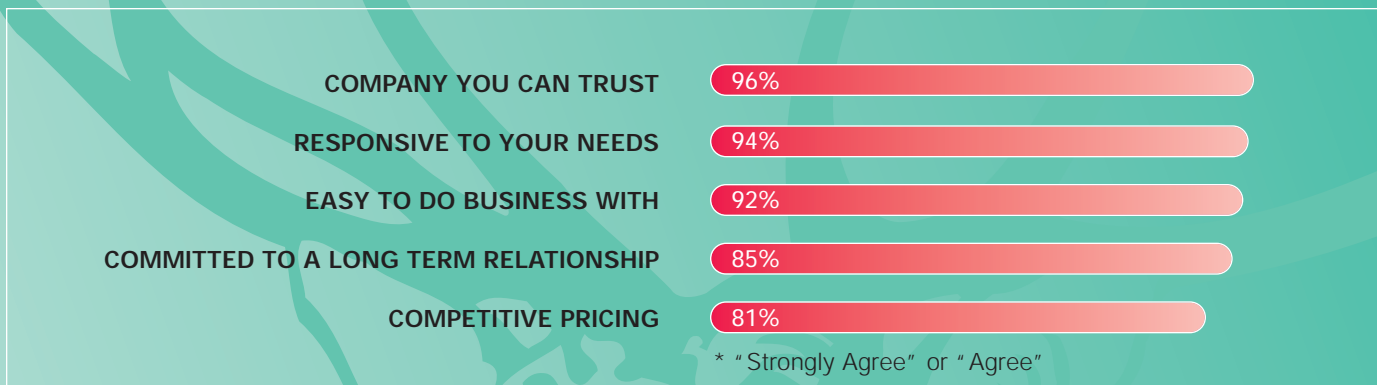 COMPANY YOU CAN TRUST 96%
RESPONSIVE TO YOUR NEEDS 94%
EASY TO DO BUSINESS WITH 92%
COMMITTED TO A LONG TERM RELATIONSHIP 85%
COMPETITIVE PRICING 81%
* “Strongly Agree” or “Agree”